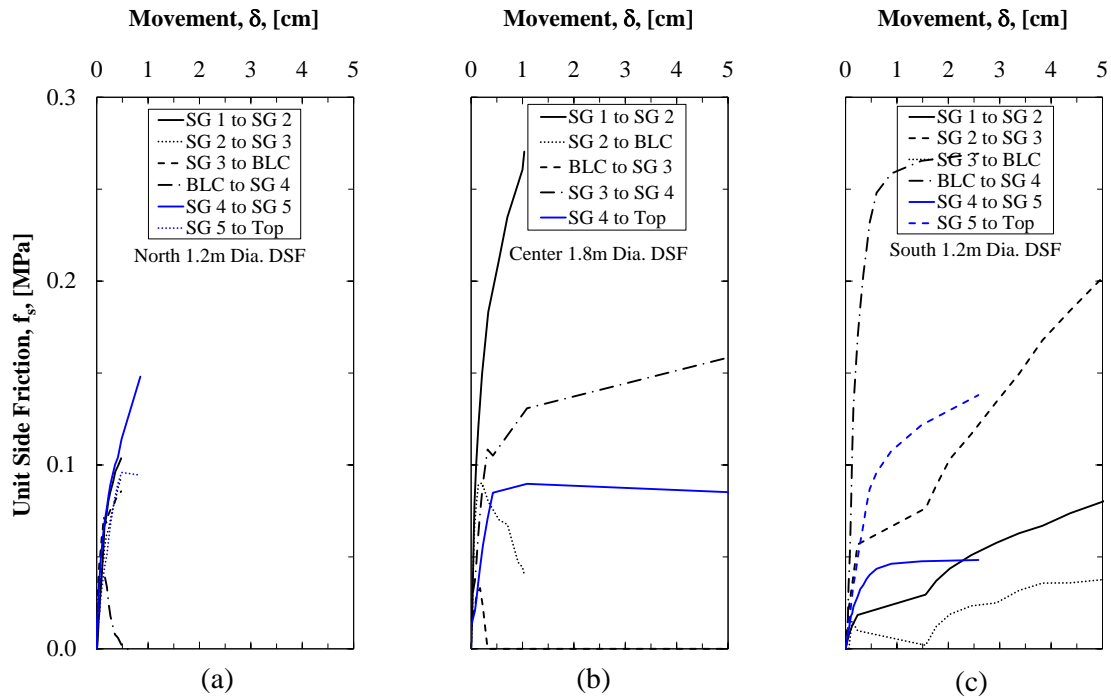 Movement, δ, [cm]
0 1 2 3 4 5
Unit Side Friction, fs, [MPa]
0.3
0.2
0.1
0.0
SG 1 to SG 2
SG 2 to SG 3
SG 3 to BLC
BLC to SG 4
SG 4 to SG 5
SG 5 to Top
North 1.2m Dia. DSF
(a)
Movement, δ, [cm]
0 1 2 3 4 5
SG 1 to SG 2
SG 2 to BLC
BLC to SG 3
SG 3 to SG 4
SG 4 to Top
Center 1.8m Dia. DSF
(b)
Movement, δ, [cm]
0 1 2 3 4 5
SG 1 to SG 2
SG 2 to SG 3
SG 3 to BLC
BLC to SG 4
SG 4 to SG 5
SG 5 to Top
South 1.2m Dia. DSF
(c)